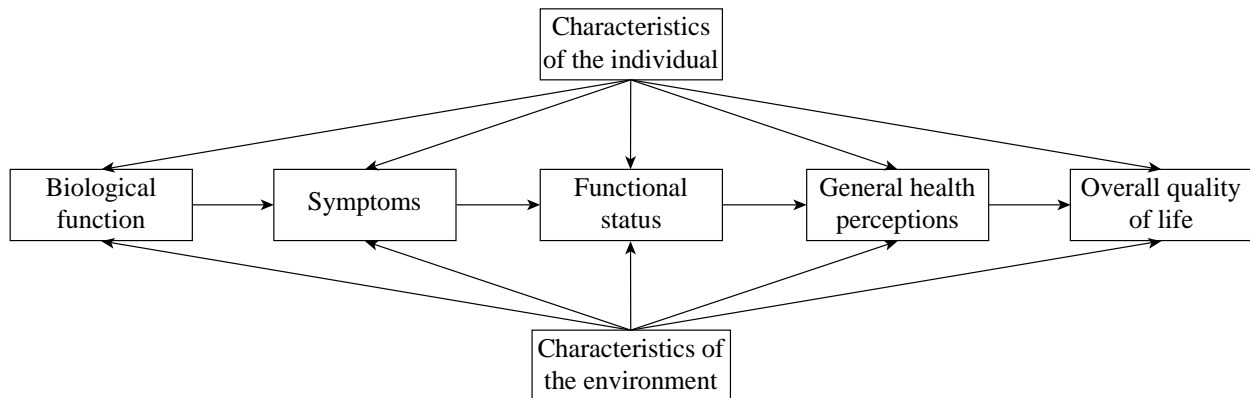 Characteristics
of the individual
Biological
function
Symptoms
Functional
status
General health
perceptions
Overall quality
of life
Characteristics of
the environment